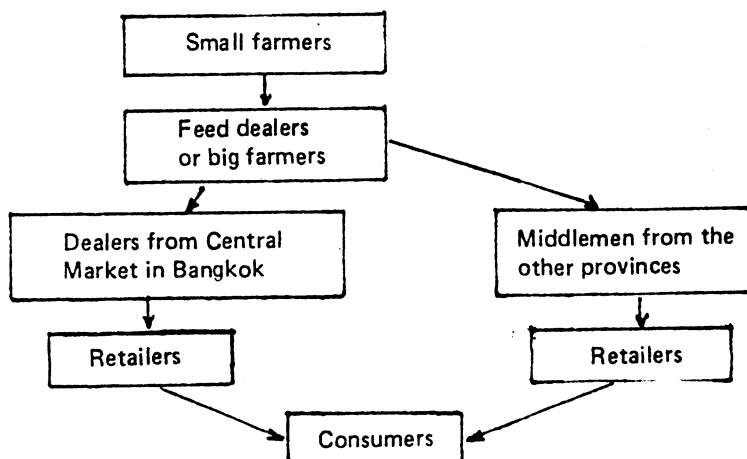 Small farmers
Feed dealers
or big farmers
Dealers from Central
Market in Bangkok
Middlemen from the
other provinces
Retailers
Retailers
Consumers